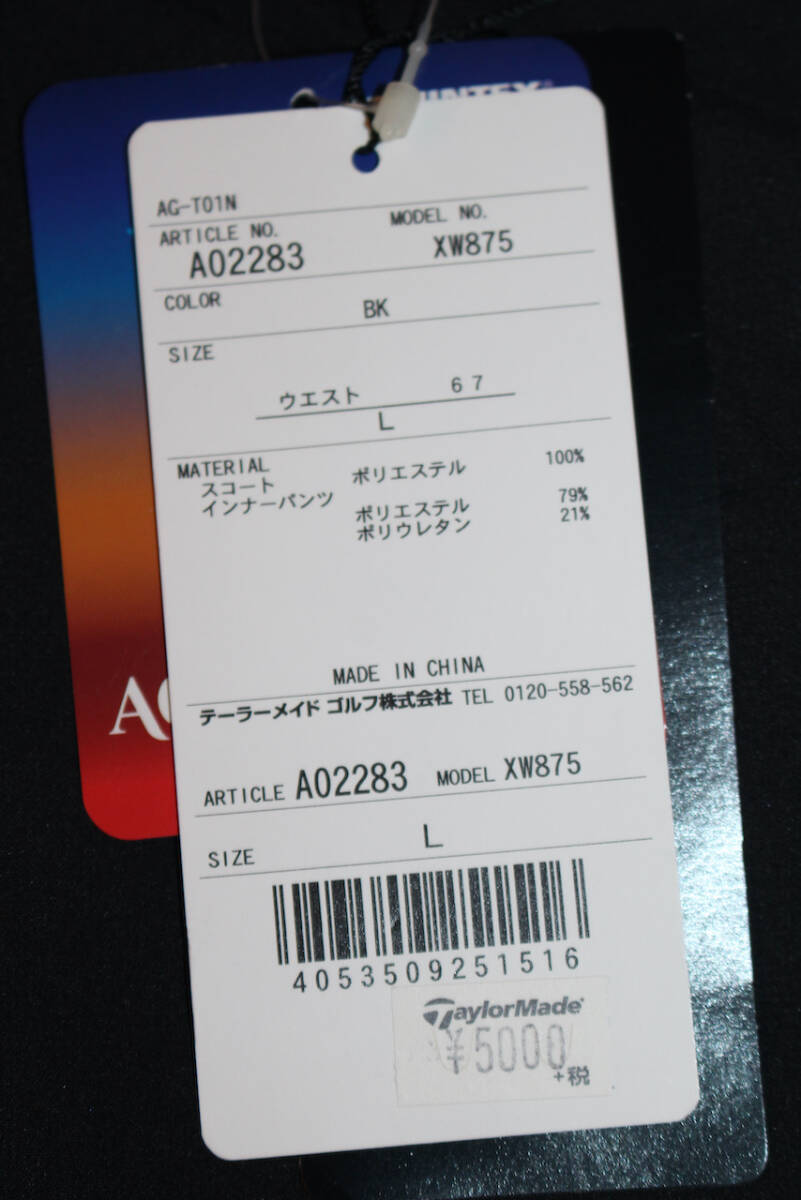 AG-T01N
ARTICLE NO. MODEL NO.
A02283 XW875
COLOR BK
SIZE
ウエスト 67
L
MATERIAL
スコート ポリエステル 100%
インナーパンツ ポリエステル 79%
ポリウレタン 21%
MADE IN CHINA
テーラーメイド ゴルフ株式会社 TEL 0120-558-562
ARTICLE A02283 MODEL XW875
SIZE L
4053509251516
TaylorMade
¥5000
+税